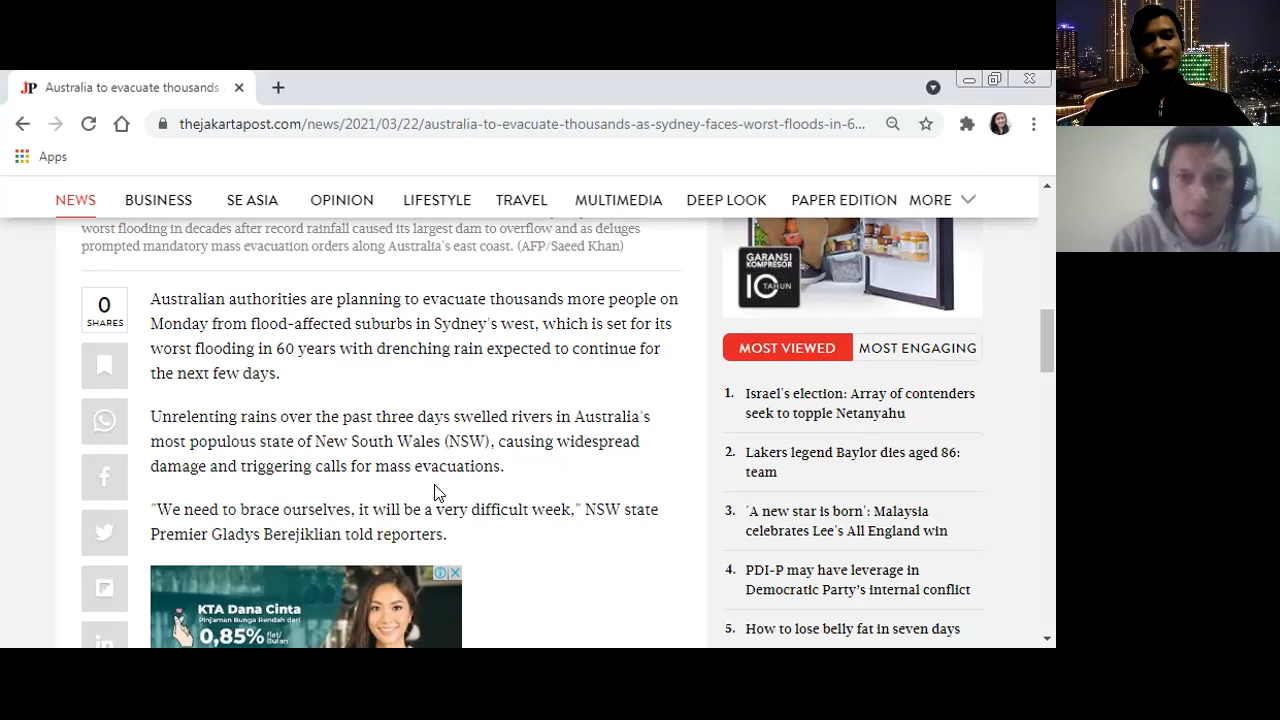 JP Australia to evacuate thousands
thejakartapost.com/news/2021/03/22/australia-to-evacuate-thousands-as-sydney-faces-worst-floods-in-6...
Apps
NEWS BUSINESS SE ASIA OPINION LIFESTYLE TRAVEL MULTIMEDIA DEEP LOOK PAPER EDITION MORE
worst flooding in decades after record rainfall caused its largest dam to overflow and as deluges
prompted mandatory mass evacuation orders along Australia's east coast. (AFP/Saeed Khan)
0
SHARES
Australian authorities are planning to evacuate thousands more people on
Monday from flood-affected suburbs in Sydney's west, which is set for its
worst flooding in 60 years with drenching rain expected to continue for
the next few days.
Unrelenting rains over the past three days swelled rivers in Australia's
most populous state of New South Wales (NSW), causing widespread
damage and triggering calls for mass evacuations.
"We need to brace ourselves, it will be a very difficult week," NSW state
Premier Gladys Berejiklian told reporters.
KTA Dana Cinta
Pinjaman Bunga Rendah dari
0,85% flat/
Bulan
GARANSI
KOMPRESOR
10
TAHUN
MOST VIEWED MOST ENGAGING
1. Israel's election: Array of contenders
seek to topple Netanyahu
2. Lakers legend Baylor dies aged 86:
team
3. 'A new star is born': Malaysia
celebrates Lee's All England win
4. PDI-P may have leverage in
Democratic Party's internal conflict
5. How to lose belly fat in seven days